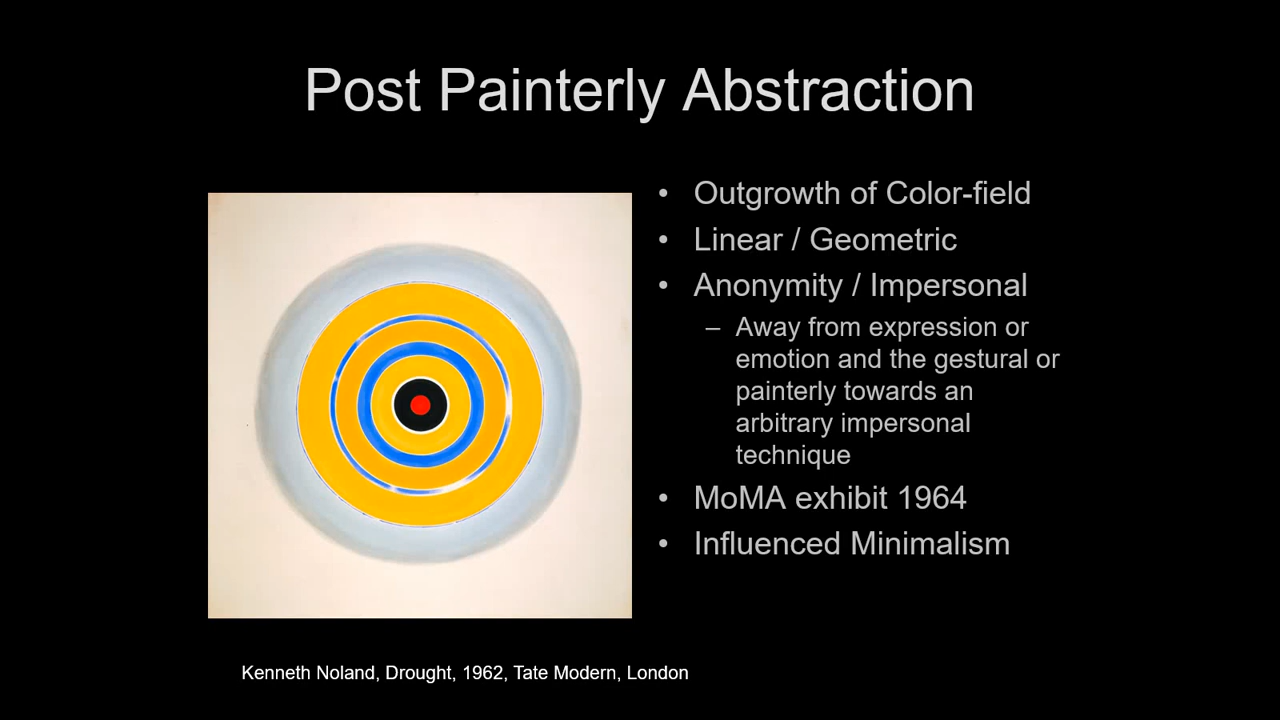 Post Painterly Abstraction
• Outgrowth of Color-field
• Linear / Geometric
• Anonymity / Impersonal
– Away from expression or
emotion and the gestural or
painterly towards an
arbitrary impersonal
technique
• MoMA exhibit 1964
• Influenced Minimalism
Kenneth Noland, Drought, 1962, Tate Modern, London